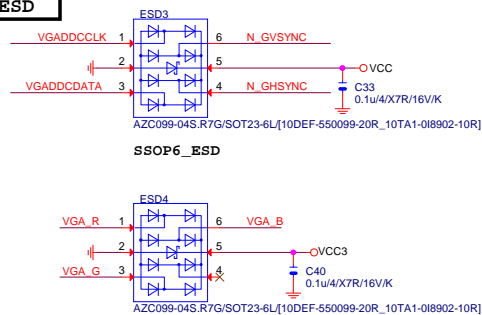 ESD
ESD3
VGADDCCLK 1 6 N_GVSYNC
2 5 VCC
VGADDCDATA 3 4 N_GHSYNC
C33
0.1u/4/X7R/16V/K
AZC099-04S.R7G/SOT23-6L/[10DEF-550099-20R_10TA1-0I8902-10R]
SSOP6_ESD
ESD4
VGA_R 1 6 VGA_B
2 5 VCC3
VGA_G 3 4
C40
0.1u/4/X7R/16V/K
AZC099-04S.R7G/SOT23-6L/[10DEF-550099-20R_10TA1-0I8902-10R]